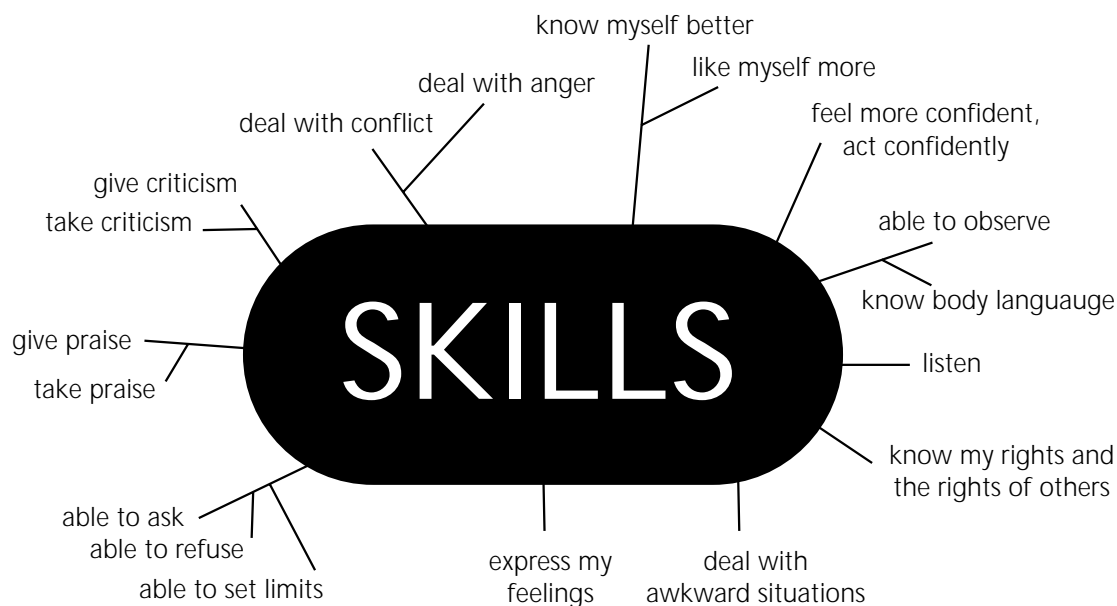 know myself better
like myself more
deal with anger
deal with conflict
feel more confident,
act confidently
give criticism
take criticism
able to observe
know body languauge
SKILLS
give praise
take praise
listen
know my rights and
the rights of others
able to ask
able to refuse
able to set limits
express my
feelings
deal with
awkward situations